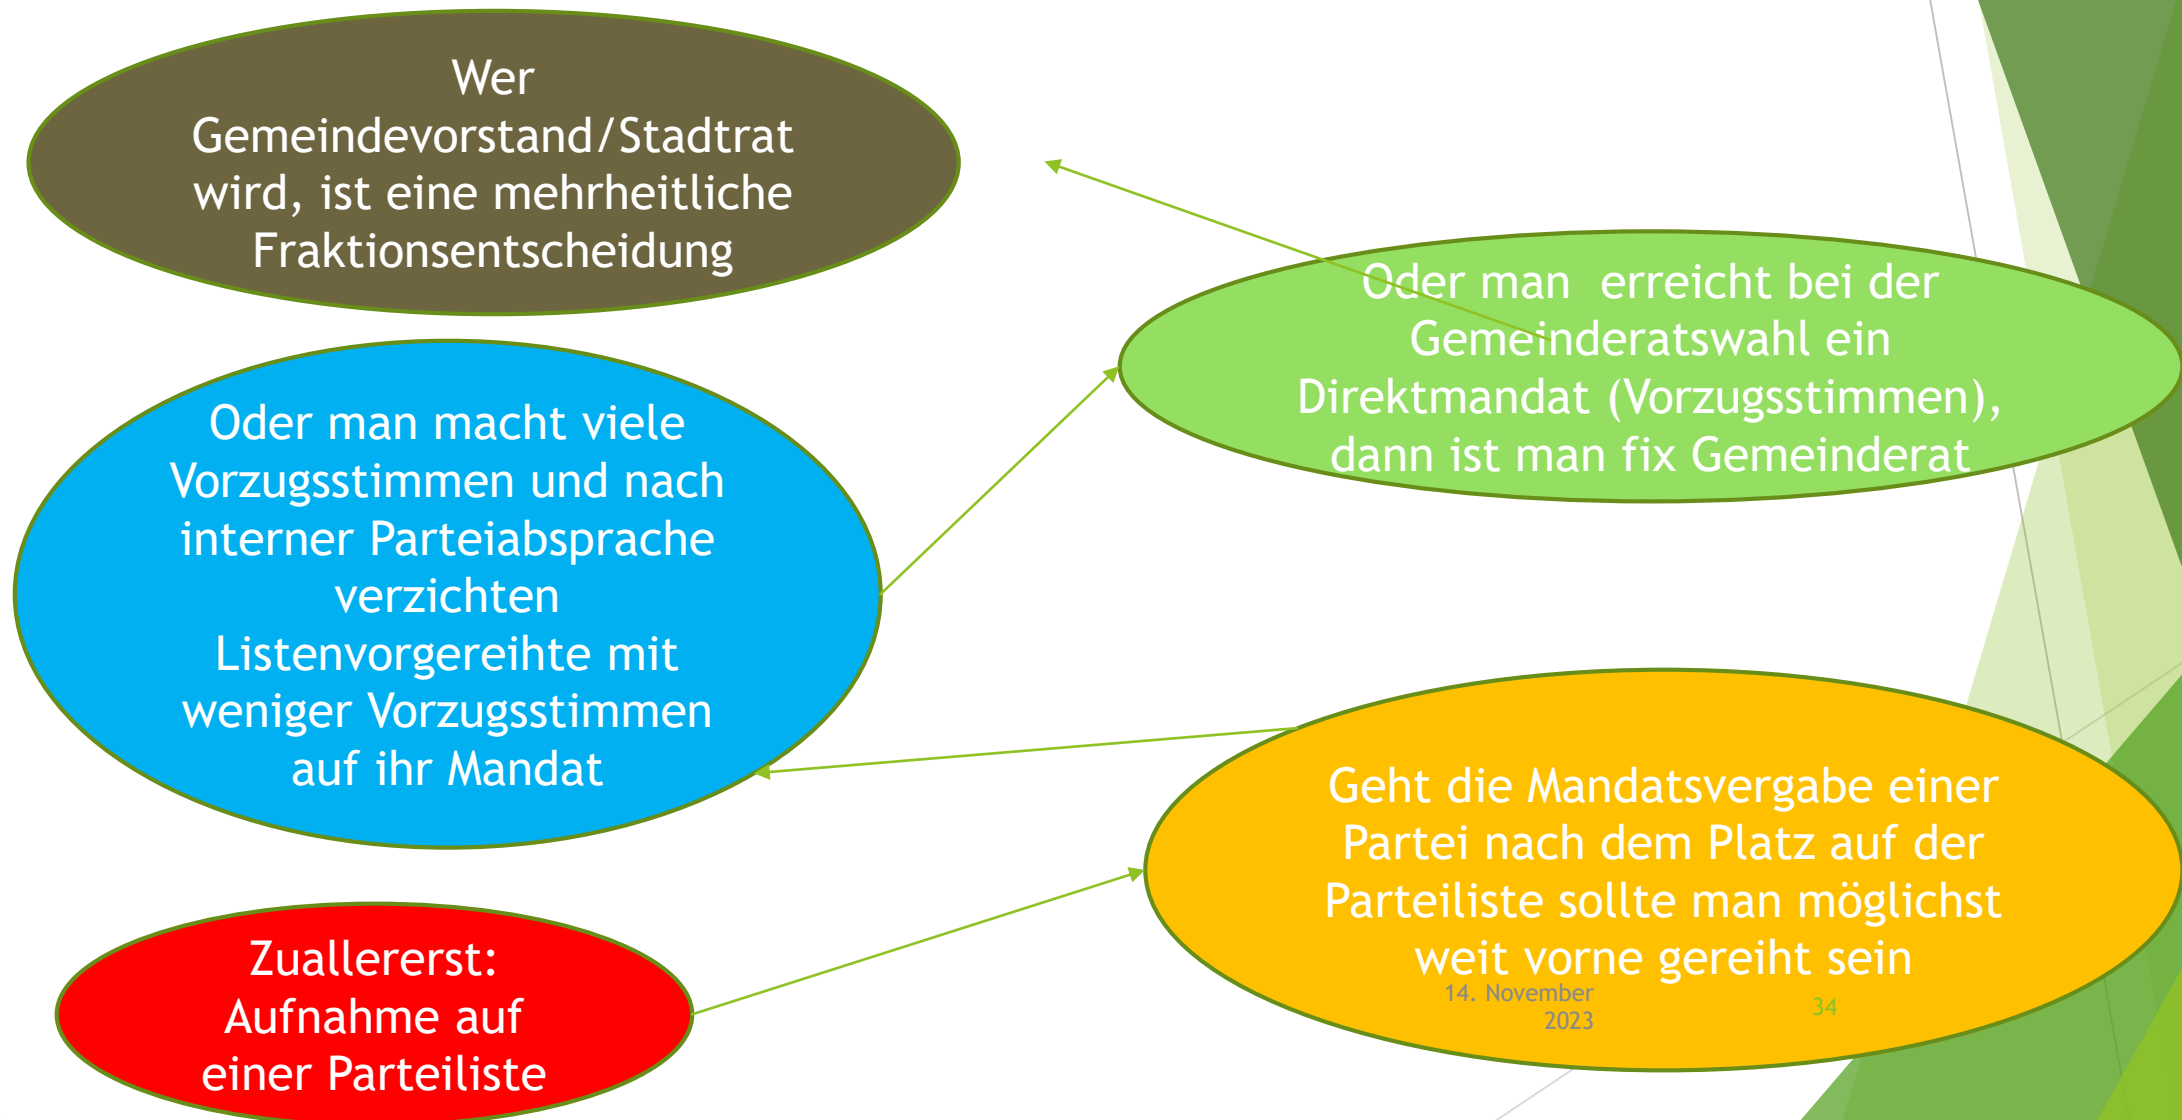 Wer
Gemeindevorstand/Stadtrat
wird, ist eine mehrheitliche
Fraktionsentscheidung
Oder man  erreicht bei der
Gemeinderatswahl ein
Direktmandat (Vorzugsstimmen),
dann ist man fix Gemeinderat
Oder man macht viele
Vorzugsstimmen und nach
interner Parteiabsprache
verzichten
Listenvorgereihte mit
weniger Vorzugsstimmen
auf ihr Mandat
Geht die Mandatsvergabe einer
Partei nach dem Platz auf der
Parteiliste sollte man möglichst
weit vorne gereiht sein
Zuallererst:
Aufnahme auf
einer Parteiliste
14. November
2023
34